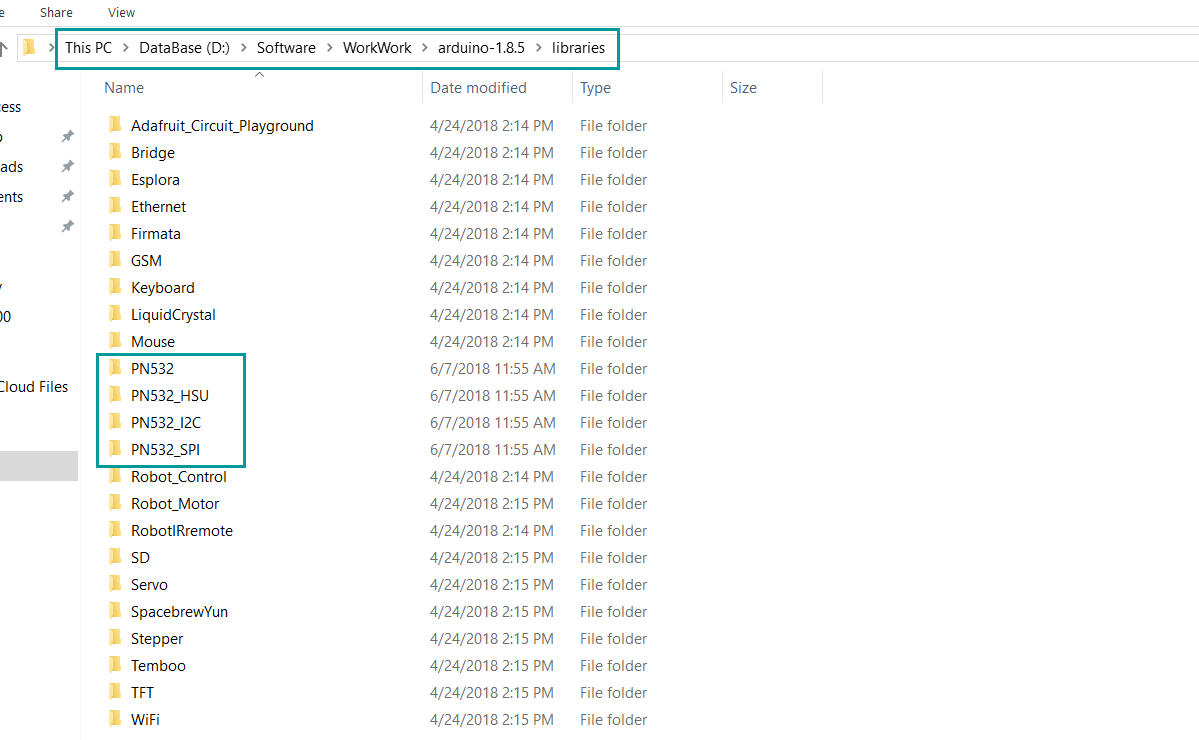 e Share View
This PC > DataBase (D:) > Software > WorkWork > arduino-1.8.5 > libraries
Name Date modified Type Size
ess
ads
ents
00
Cloud Files
Adafruit_Circuit_Playground 4/24/2018 2:14 PM File folder
Bridge 4/24/2018 2:14 PM File folder
Esplora 4/24/2018 2:14 PM File folder
Ethernet 4/24/2018 2:14 PM File folder
Firmata 4/24/2018 2:14 PM File folder
GSM 4/24/2018 2:14 PM File folder
Keyboard 4/24/2018 2:14 PM File folder
LiquidCrystal 4/24/2018 2:14 PM File folder
Mouse 4/24/2018 2:14 PM File folder
PN532 6/7/2018 11:55 AM File folder
PN532_HSU 6/7/2018 11:55 AM File folder
PN532_I2C 6/7/2018 11:55 AM File folder
PN532_SPI 6/7/2018 11:55 AM File folder
Robot_Control 4/24/2018 2:14 PM File folder
Robot_Motor 4/24/2018 2:15 PM File folder
RobotIRremote 4/24/2018 2:14 PM File folder
SD 4/24/2018 2:15 PM File folder
Servo 4/24/2018 2:15 PM File folder
SpacebrewYun 4/24/2018 2:15 PM File folder
Stepper 4/24/2018 2:15 PM File folder
Temboo 4/24/2018 2:15 PM File folder
TFT 4/24/2018 2:15 PM File folder
WiFi 4/24/2018 2:15 PM File folder